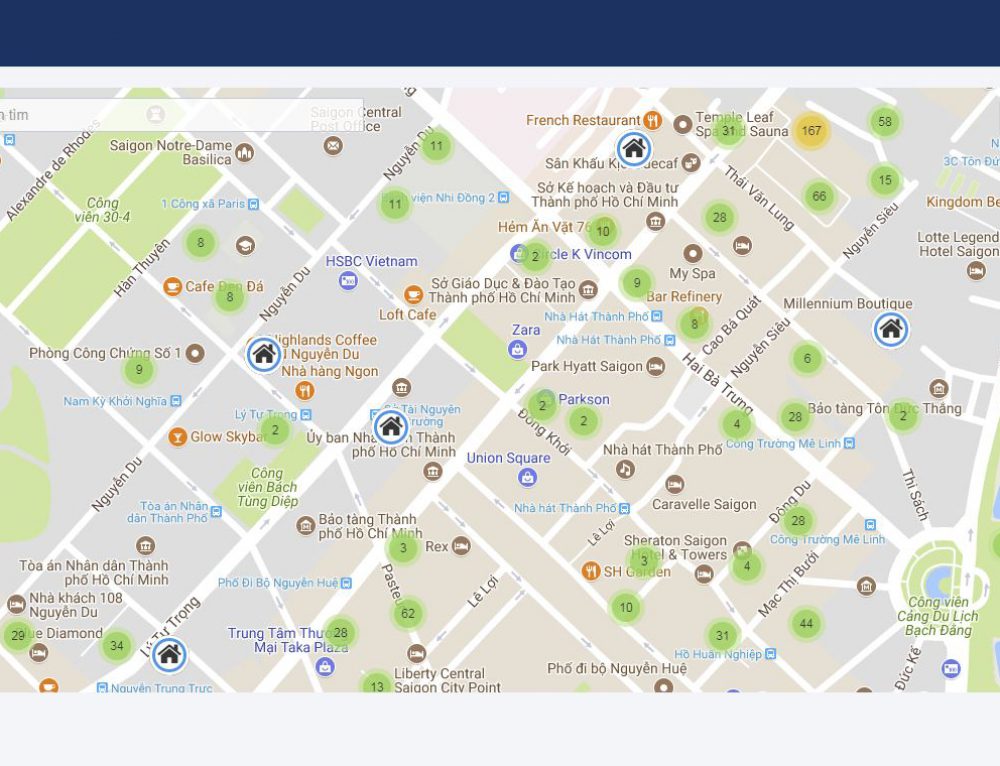 tìm
Saigon Central
Post Office
Saigon Notre-Dame
Basilica
Alexandre de Rhodes
Nguyễn Du
11
French Restaurant
Temple Leaf
Spa and Sauna
31
167
58
3C Tôn Đức
Công
viên 30-4
1 Công xã Paris
11
viện Nhi Đồng 2
Sân Khấu Kịch
Sở Kế hoạch và Đầu tư
Thành phố Hồ Chí Minh
Thái Văn Lung
66
15
Kingdom
28
Nguyễn Siêu
Hẻm Ăn Vặt 76
10
8
Hàn Thuyên
HSBC Vietnam
2
Circle K Vincom
Lotte Legend
Hotel Saigon
My Spa
Cafe Đen Đá
8
Nguyễn Du
Loft Cafe
Sở Giáo Dục & Đào Tạo
Thành phố Hồ Chí Minh
9
Bar Refinery
Millennium Boutique
Nhà Hát Thành Phố
8
Cao Bá Quát
Nguyễn Siêu
Zara
Nhà Hát Thành Phố
Highlands Coffee
Nguyễn Du
Nhà hàng Ngon
Phòng Công Chứng Số 1
9
Park Hyatt Saigon
Hai Bà Trưng
6
Nam Kỳ Khởi Nghĩa
Lý Tự Trọng
Sở Tài Nguyên
Trường
2
Parkson
Đồng Khởi
2
4
28
Bảo tàng Tôn Đức Thắng
2
Glow Skybar
2
Ủy ban Nhân dân Thành
phố Hồ Chí Minh
Công Trường Mê Linh
Nguyễn Du
Công
viên Bách
Tùng Diệp
Union Square
Nhà hát Thành Phố
Caravelle Saigon
Đông Du
Thi Sách
Tòa án Nhân
dân Thành Phố
Bảo tàng Thành
phố Hồ Chí Minh
Nhà hát Thành Phố
Lê Lợi
28
Công Trường Mê Linh
3
Rex
Sheraton Saigon
Hotel & Towers
3
4
Tòa án Nhân dân Thành
phố Hồ Chí Minh
Phố Đi Bộ Nguyễn Huệ
Pasteur
Lê Lợi
SH Garden
Mạc Thị Bưởi
Nhà khách 108
Nguyễn Du
Lý Tự Trọng
62
10
Công viên
Cảng Du Lịch
Bạch Đằng
29
Blue Diamond
34
Trung Tâm Thương
Mại Taka Plaza
28
31
44
Hồ Huấn Nghiệp
Phố đi bộ Nguyễn Huệ
Đức Kế
Nguyễn Trung Trực
13
Liberty Central
Saigon City Point